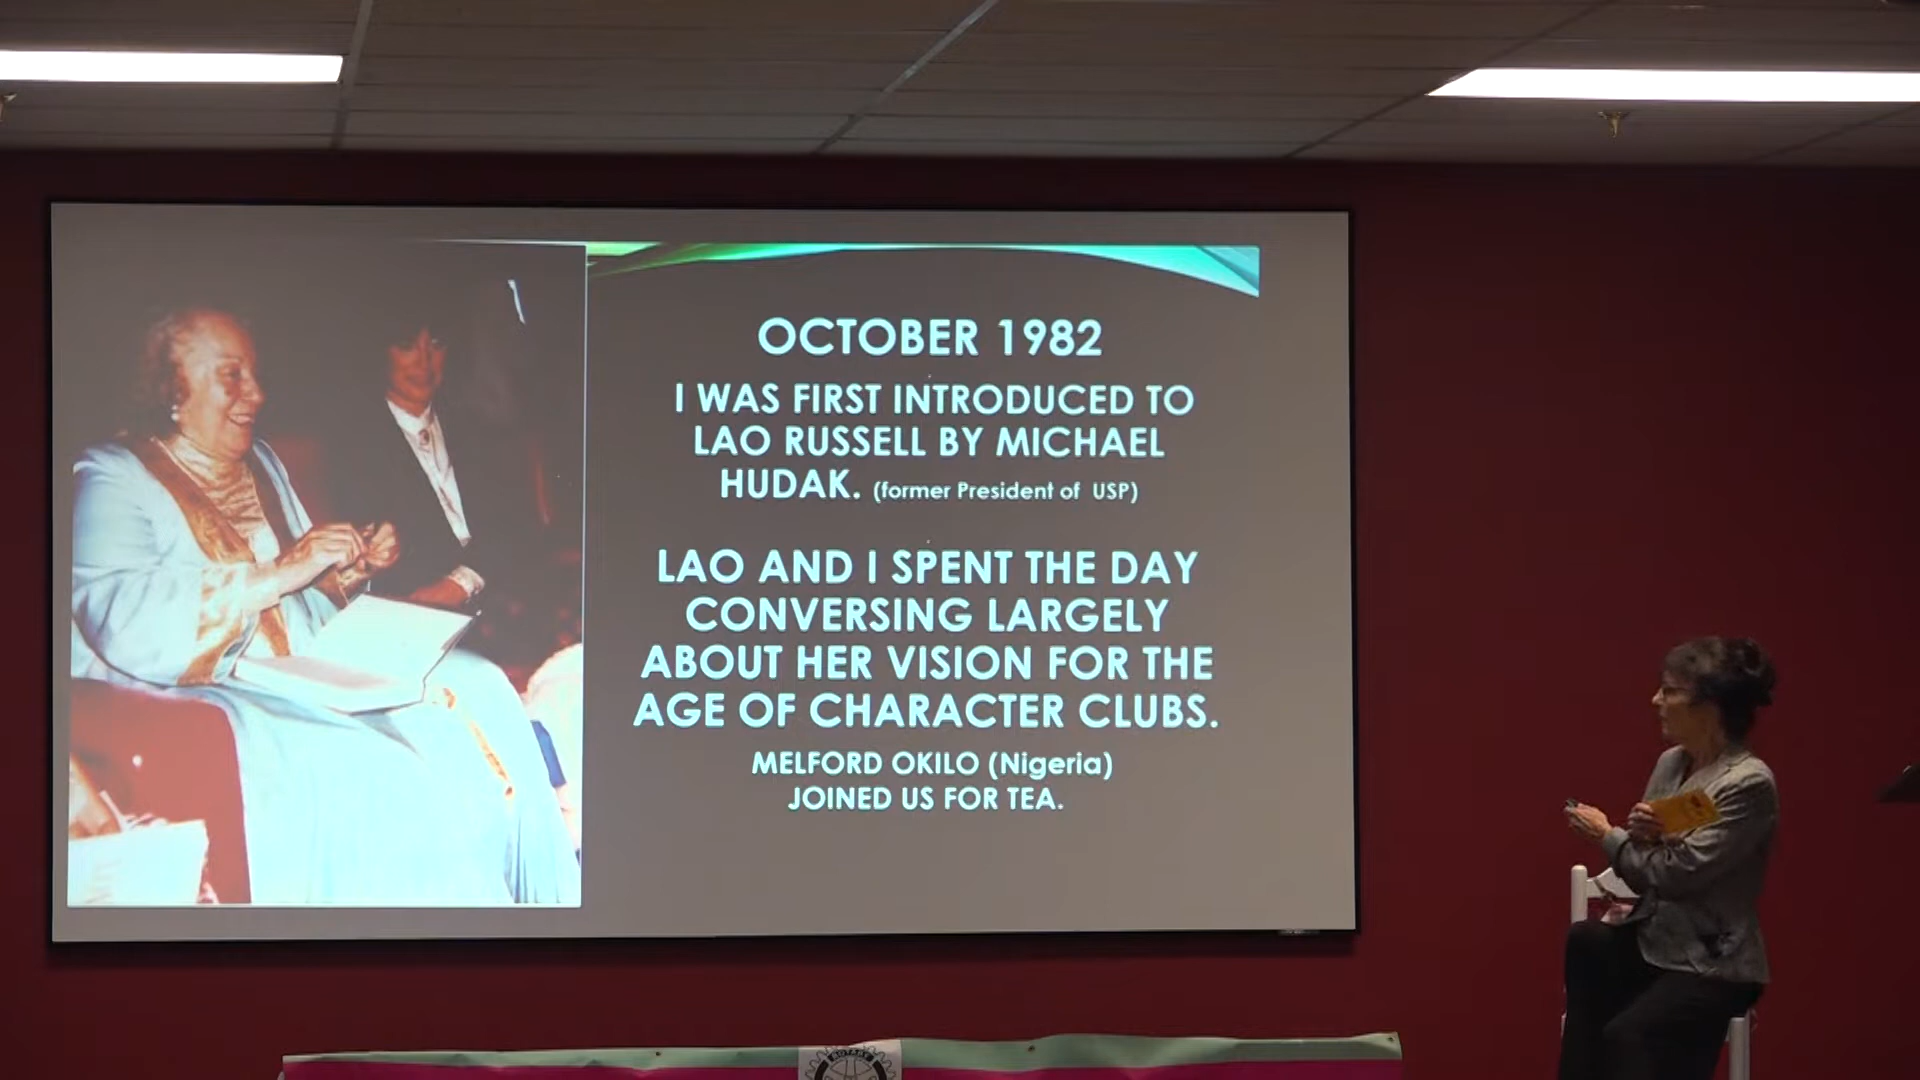 OCTOBER 1982
I WAS FIRST INTRODUCED TO
LAO RUSSELL BY MICHAEL
HUDAK. (former President of USP)
LAO AND I SPENT THE DAY
CONVERSING LARGELY
ABOUT HER VISION FOR THE
AGE OF CHARACTER CLUBS.
MELFORD OKILO (Nigeria)
JOINED US FOR TEA.
ROTARY